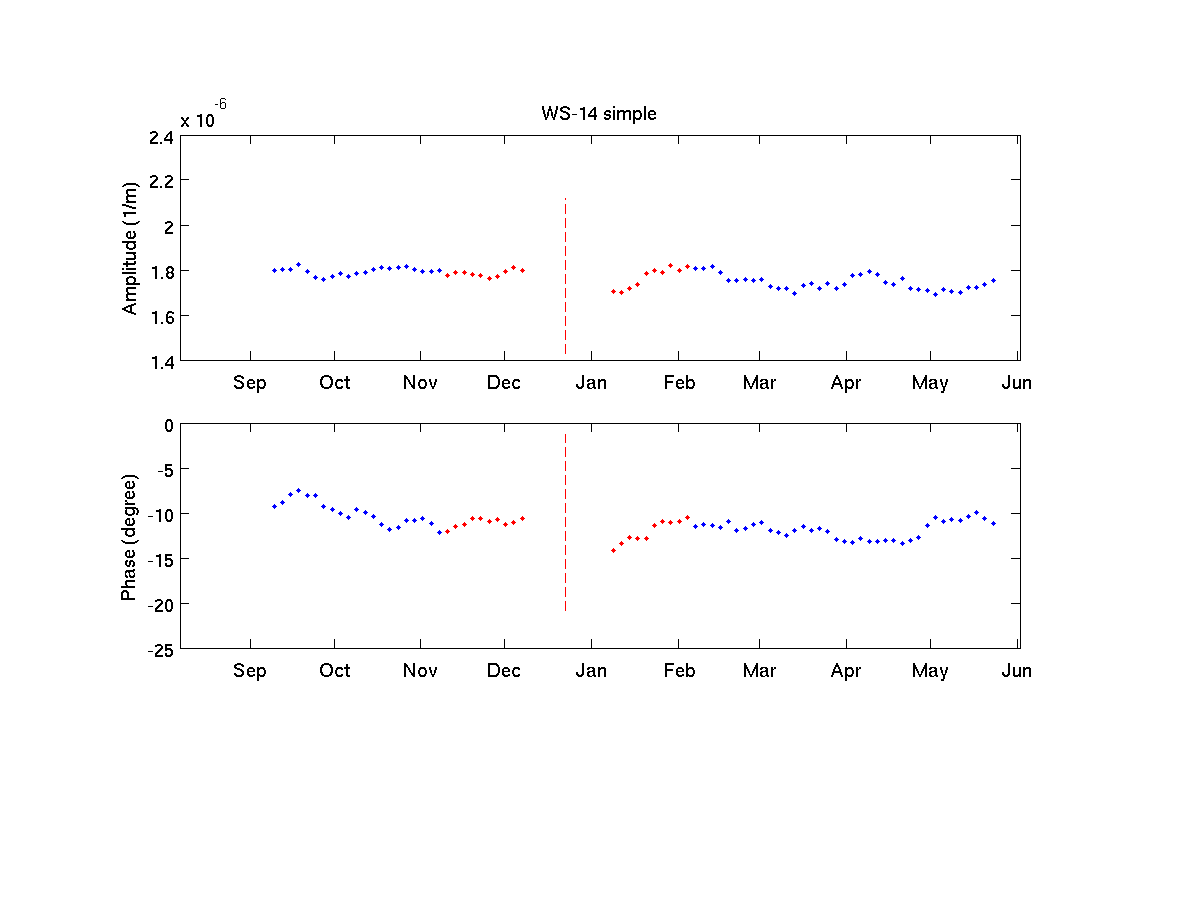 WS-14 simple
x 10-6
Amplitude (1/m)
2.4
2.2
2
1.8
1.6
1.4
Sep Oct Nov Dec Jan Feb Mar Apr May Jun
Phase (degree)
0
-5
-10
-15
-20
-25
Sep Oct Nov Dec Jan Feb Mar Apr May Jun